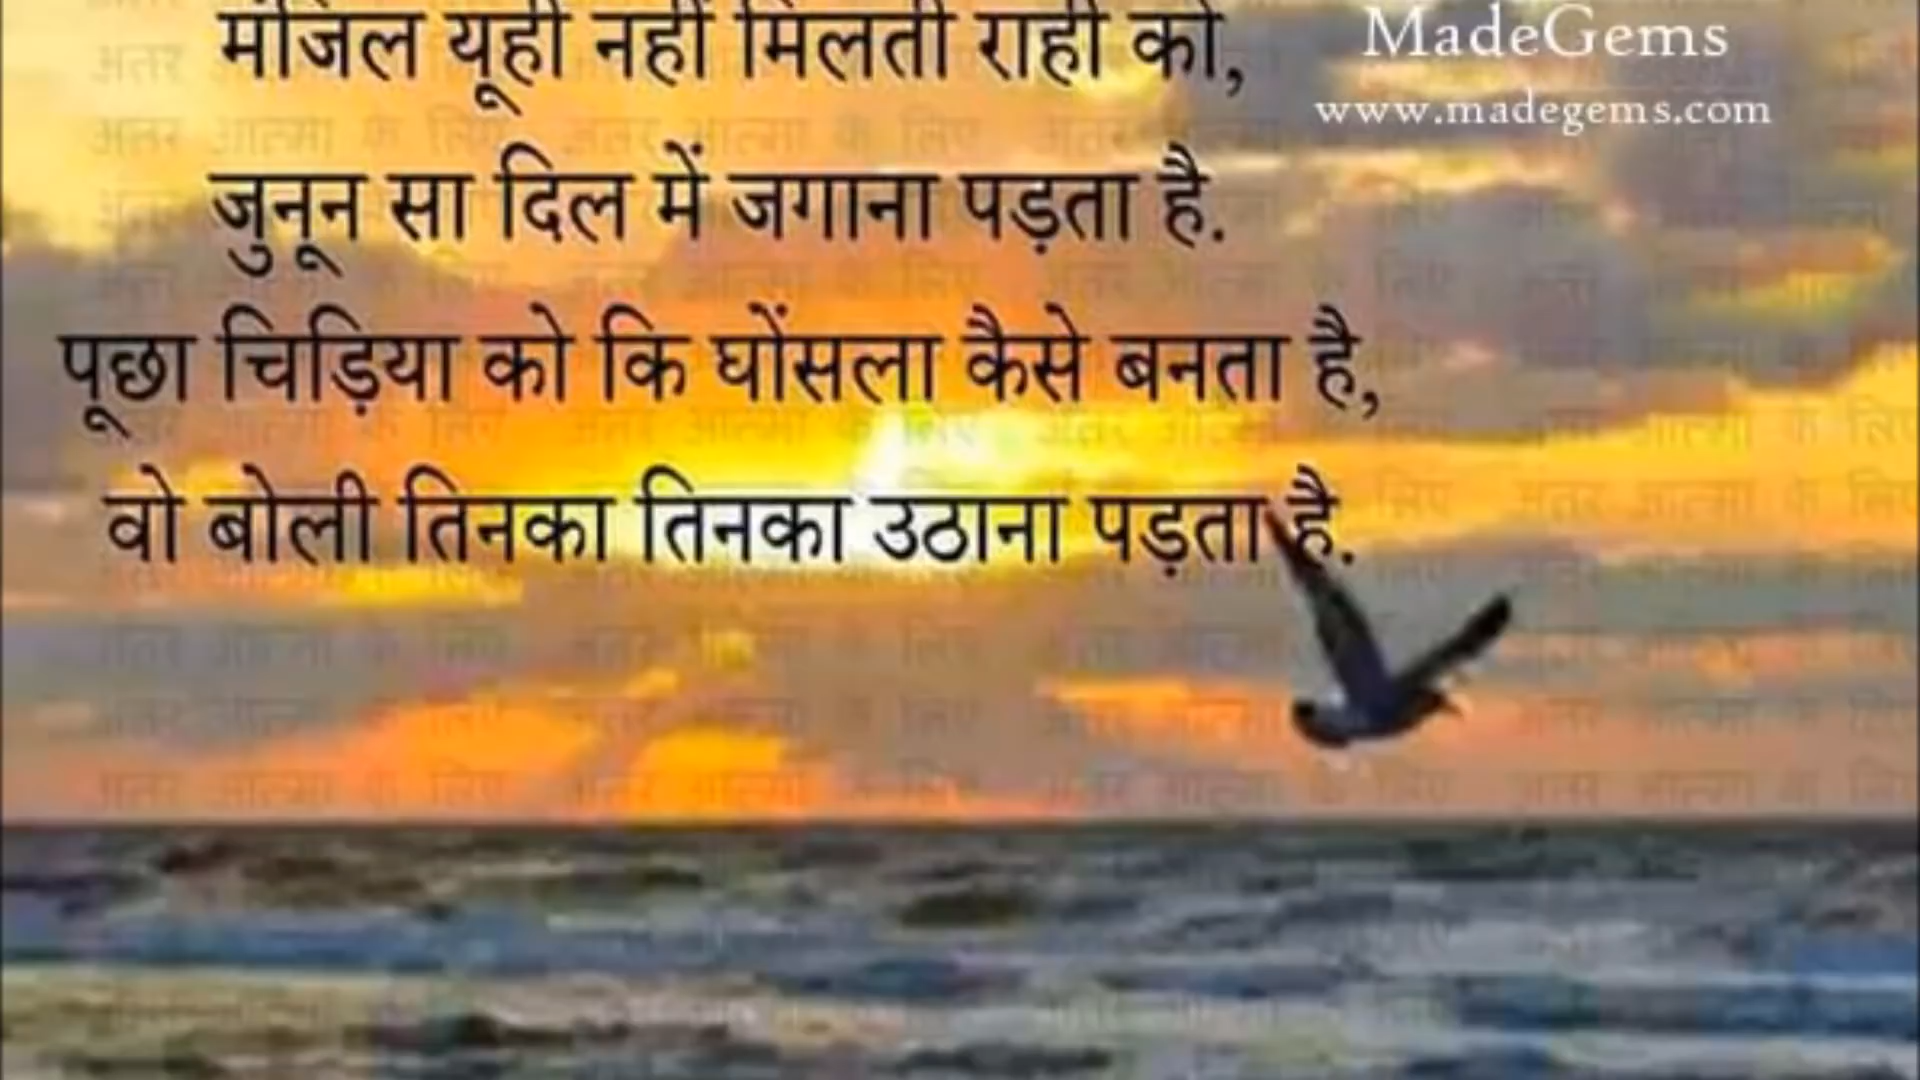 मंजिल यूही नहीं मिलती राही को,
MadeGems
www.madegems.com
जुनून सा दिल में जगाना पड़ता है.
पूछा चिड़िया को कि घोंसला कैसे बनता है,
वो बोली तिनका तिनका उठाना पड़ता है.